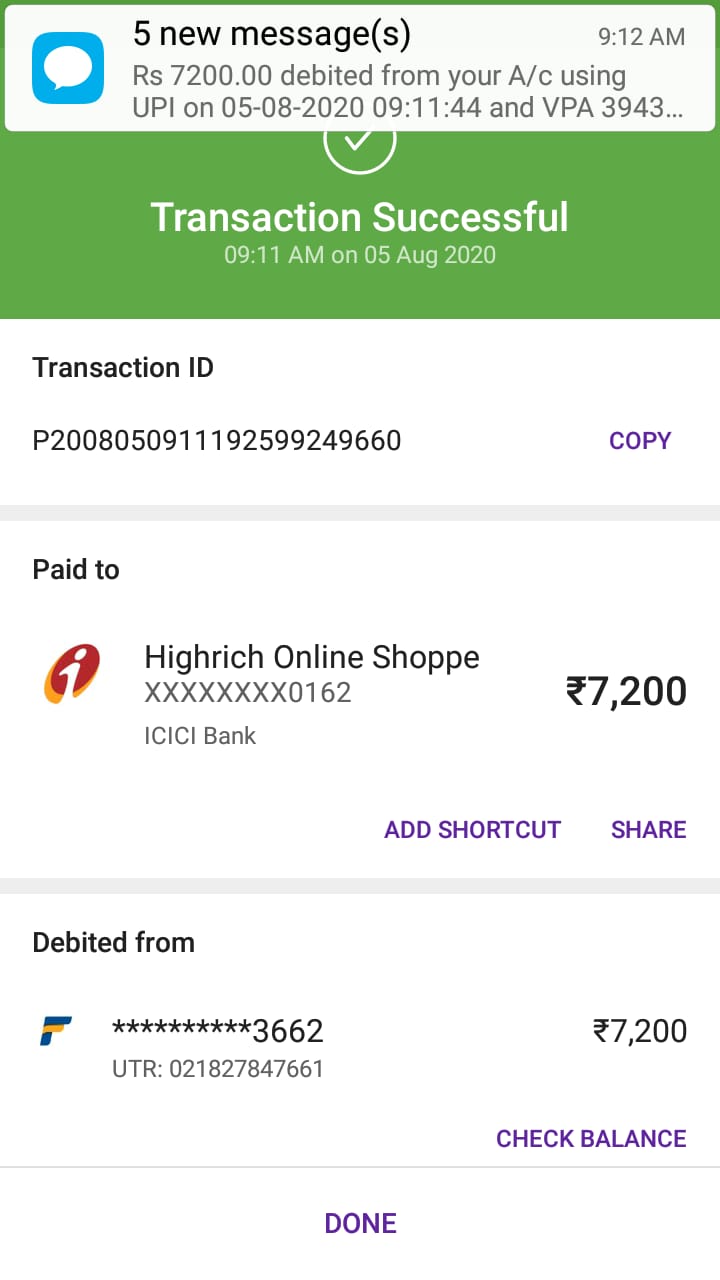 5 new message(s)
9:12 AM
Rs 7200.00 debited from your A/c using
UPI on 05-08-2020 09:11:44 and VPA 3943...
Transaction Successful
09:11 AM on 05 Aug 2020
Transaction ID
P2008050911192599249660
COPY
Paid to
Highrich Online Shoppe
XXXXXXXX0162
₹7,200
ICICI Bank
ADD SHORTCUT
SHARE
Debited from
**********3662
₹7,200
UTR: 021827847661
CHECK BALANCE
DONE